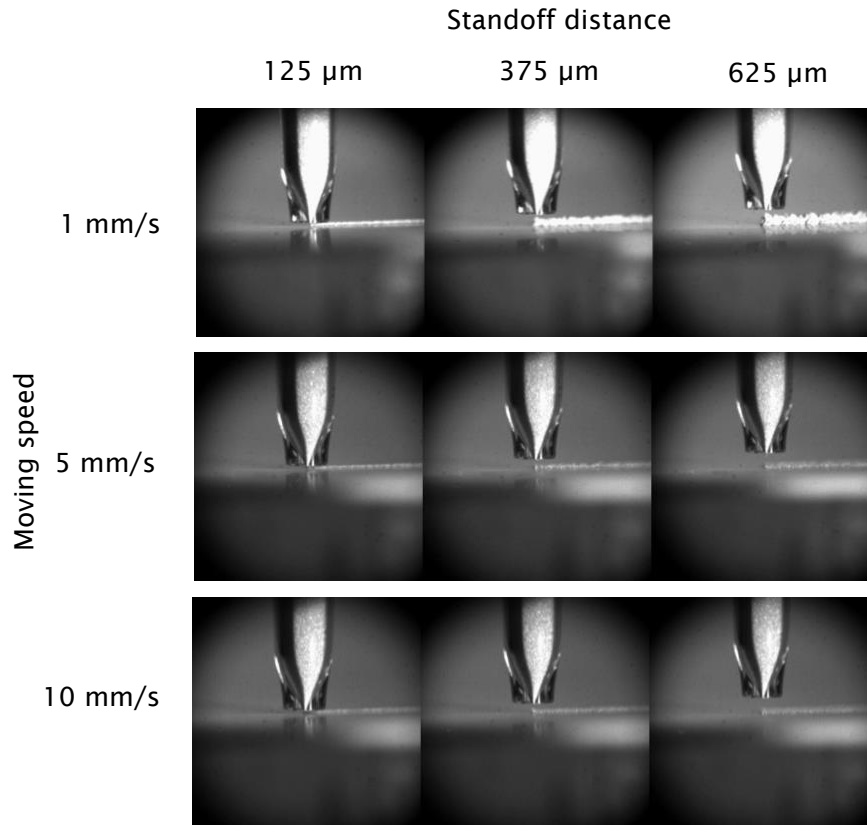 Standoff distance
125 µm 375 µm 625 µm
1 mm/s
Moving speed
5 mm/s
10 mm/s